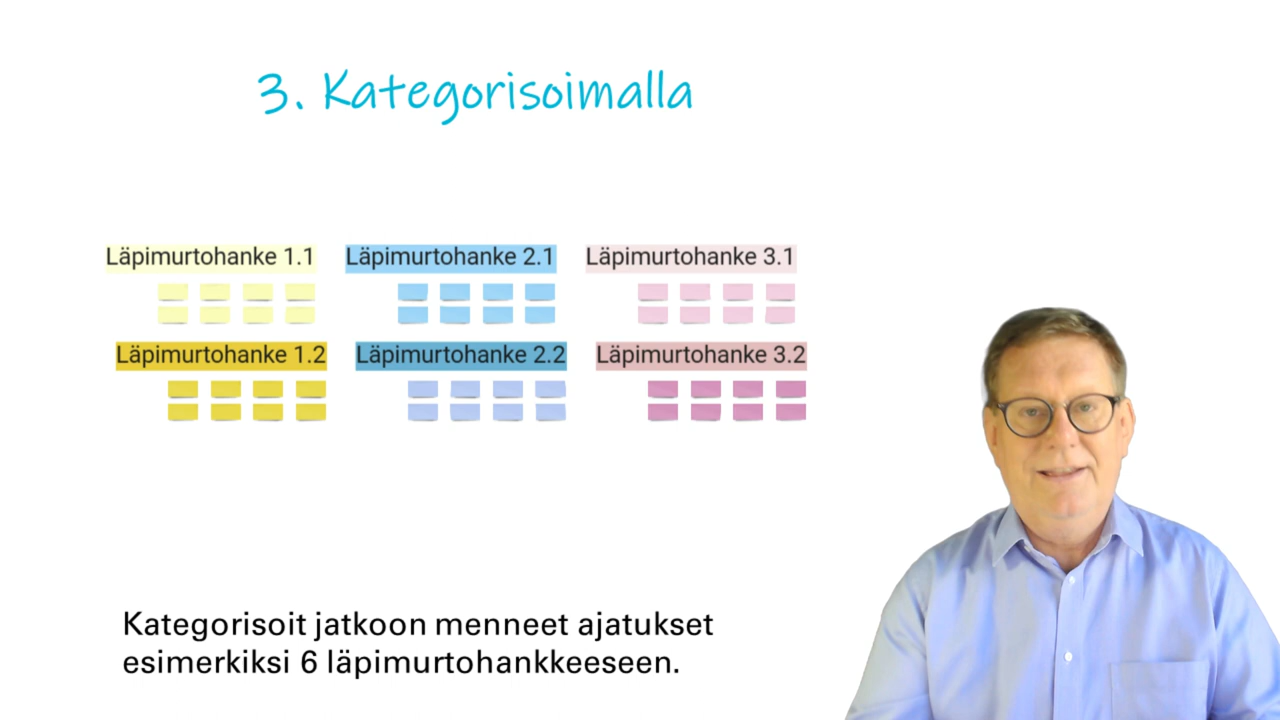 3. Kategorisoimalla
Läpimurtohanke 1.1
Läpimurtohanke 2.1
Läpimurtohanke 3.1
Läpimurtohanke 1.2
Läpimurtohanke 2.2
Läpimurtohanke 3.2
Kategorisoit jatkoon menneet ajatukset
esimerkiksi 6 läpimurtohankkeeseen.